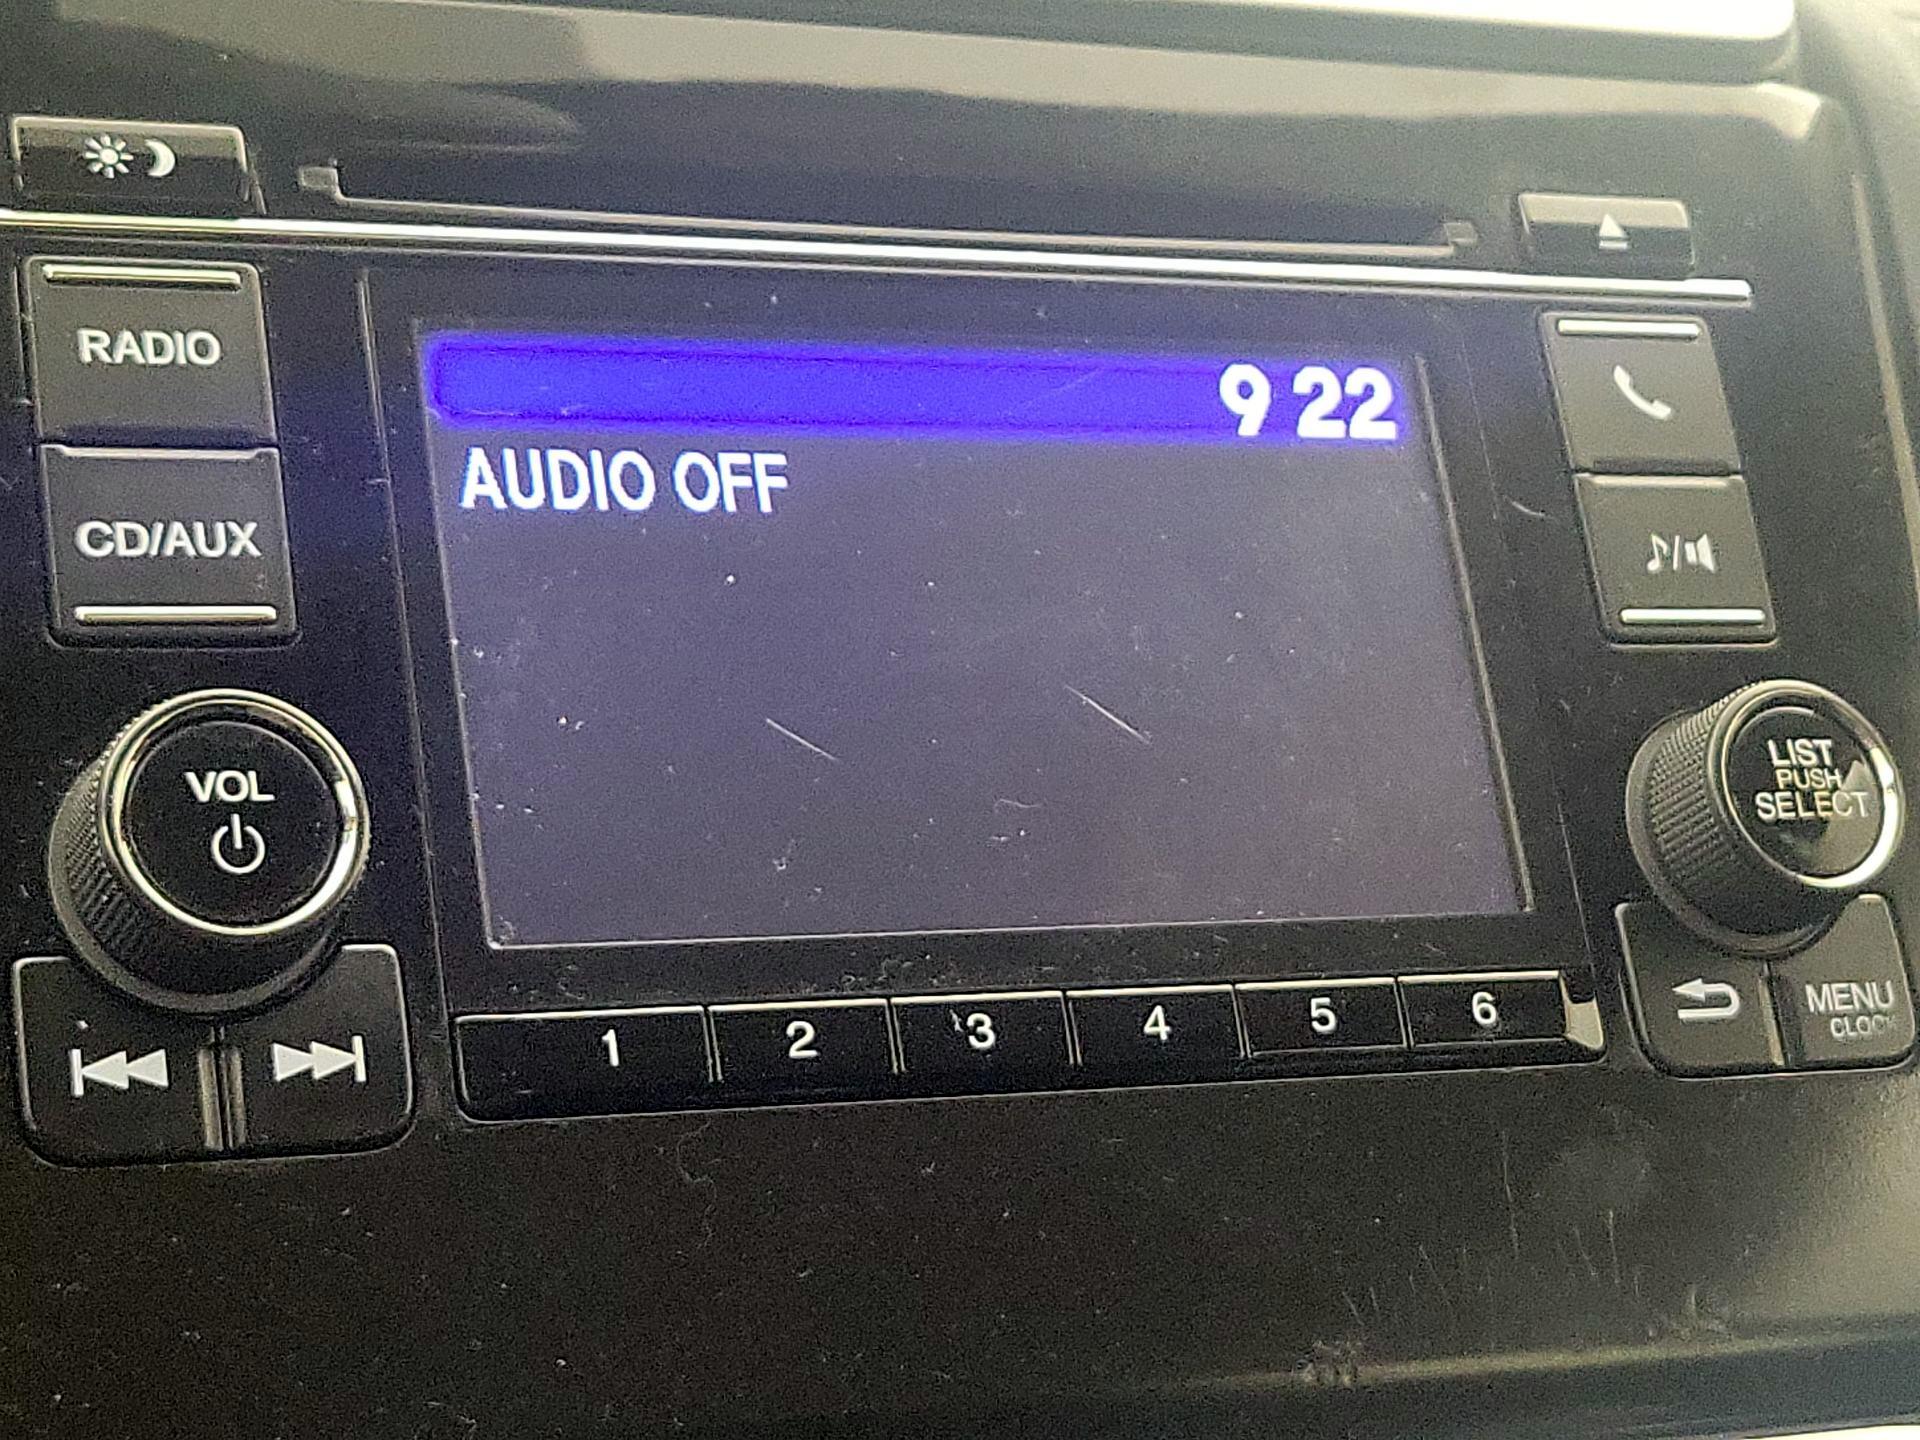 RADIO
9 22
AUDIO OFF
CD/AUX
VOL
LIST
PUSH
SELECT
1 2 3 4 5 6
MENU
CLOCK